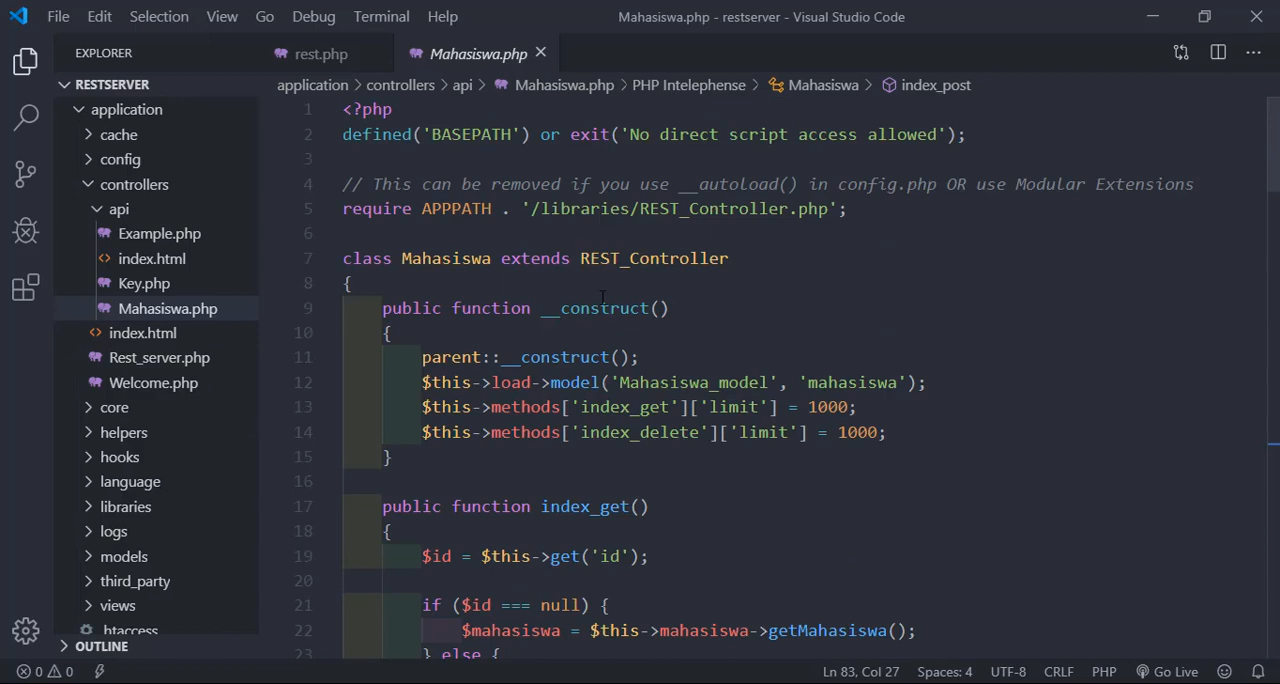 File Edit Selection View Go Debug Terminal Help Mahasiswa.php - restserver - Visual Studio Code
EXPLORER
RESTSERVER
application
cache
config
controllers
api
Example.php
index.html
Key.php
Mahasiswa.php
index.html
Rest_server.php
Welcome.php
core
helpers
hooks
language
libraries
logs
models
third_party
views
.htaccess
OUTLINE
rest.php Mahasiswa.php
application > controllers > api > Mahasiswa.php > PHP Intelephense > Mahasiswa > index_post
1 <?php
2 defined('BASEPATH') or exit('No direct script access allowed');
3
4 // This can be removed if you use __autoload() in config.php OR use Modular Extensions
5 require APPPATH . '/libraries/REST_Controller.php';
6
7 class Mahasiswa extends REST_Controller
8 {
9 public function __construct()
10 {
11 parent::__construct();
12 $this->load->model('Mahasiswa_model', 'mahasiswa');
13 $this->methods['index_get']['limit'] = 1000;
14 $this->methods['index_delete']['limit'] = 1000;
15 }
16
17 public function index_get()
18 {
19 $id = $this->get('id');
20
21 if ($id === null) {
22 $mahasiswa = $this->mahasiswa->getMahasiswa();
23 } else {
0 0 Ln 83, Col 27 Spaces: 4 UTF-8 CRLF PHP Go Live